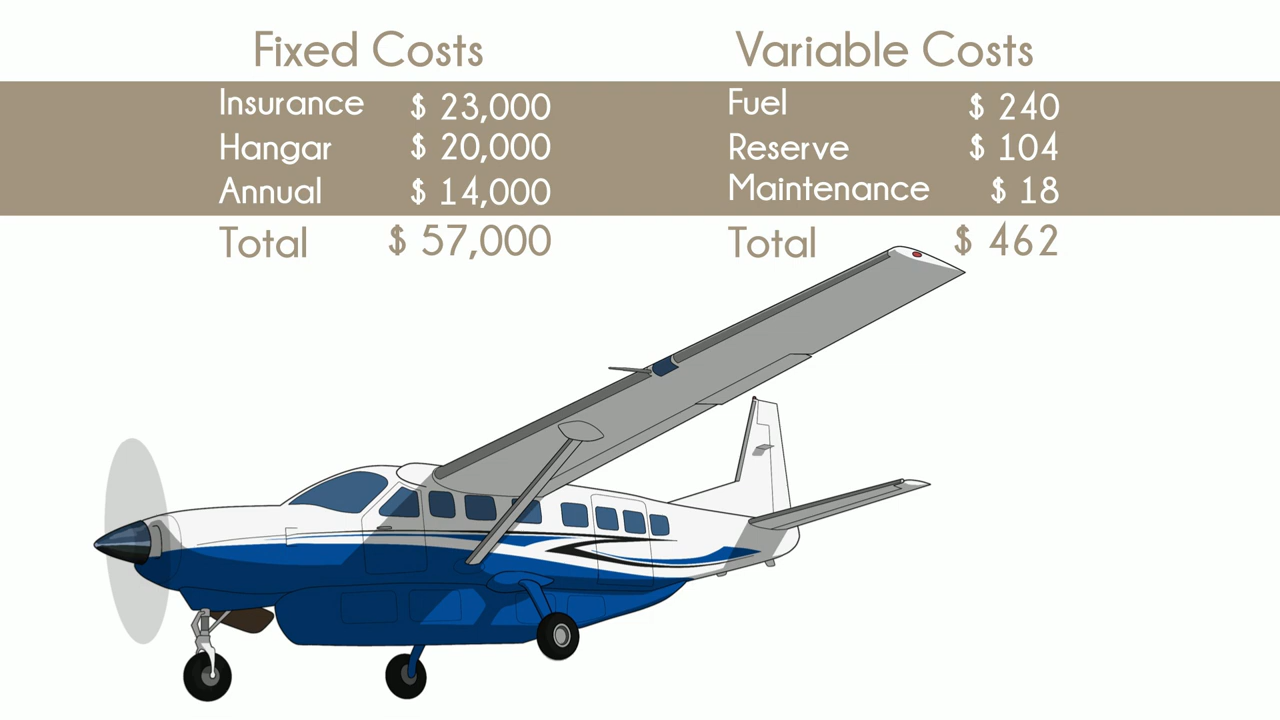 Fixed Costs
Insurance $ 23,000
Hangar $ 20,000
Annual $ 14,000
Total $ 57,000
Variable Costs
Fuel $ 240
Reserve $ 104
Maintenance $ 18
Total $ 462